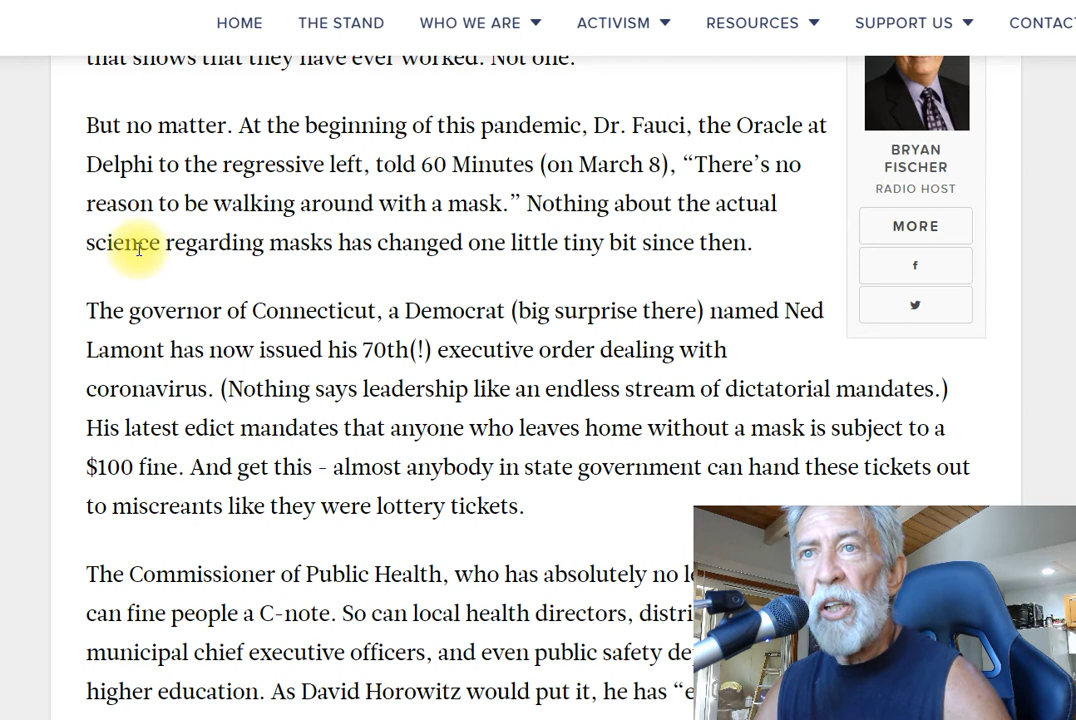 HOME THE STAND WHO WE ARE ACTIVISM RESOURCES SUPPORT US
that shows that they have ever worked. Not one.
But no matter. At the beginning of this pandemic, Dr. Fauci, the Oracle at
Delphi to the regressive left, told 60 Minutes (on March 8), “There’s no
reason to be walking around with a mask.” Nothing about the actual
science regarding masks has changed one little tiny bit since then.
BRYAN
FISCHER
RADIO HOST
MORE
The governor of Connecticut, a Democrat (big surprise there) named Ned
Lamont has now issued his 70th(!) executive order dealing with
coronavirus. (Nothing says leadership like an endless stream of dictatorial mandates.)
His latest edict mandates that anyone who leaves home without a mask is subject to a
$100 fine. And get this - almost anybody in state government can hand these tickets out
to miscreants like they were lottery tickets.
The Commissioner of Public Health, who has absolutely no
can fine people a C-note. So can local health directors,
municipal chief executive officers, and even public safety
higher education. As David Horowitz would put it, he has